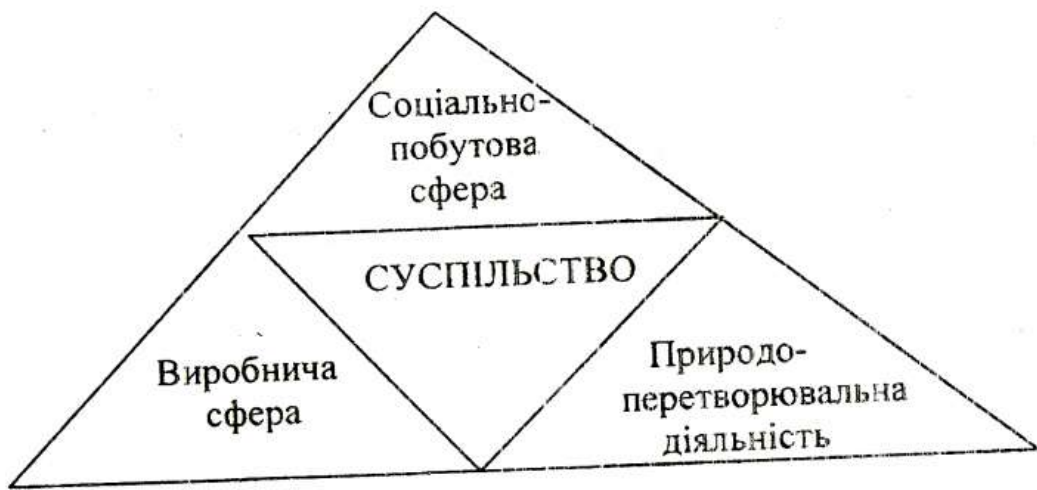 Соціально-
побутова
сфера
СУСПІЛЬСТВО
Виробнича
сфера
Природо-
перетворювальна
діяльність